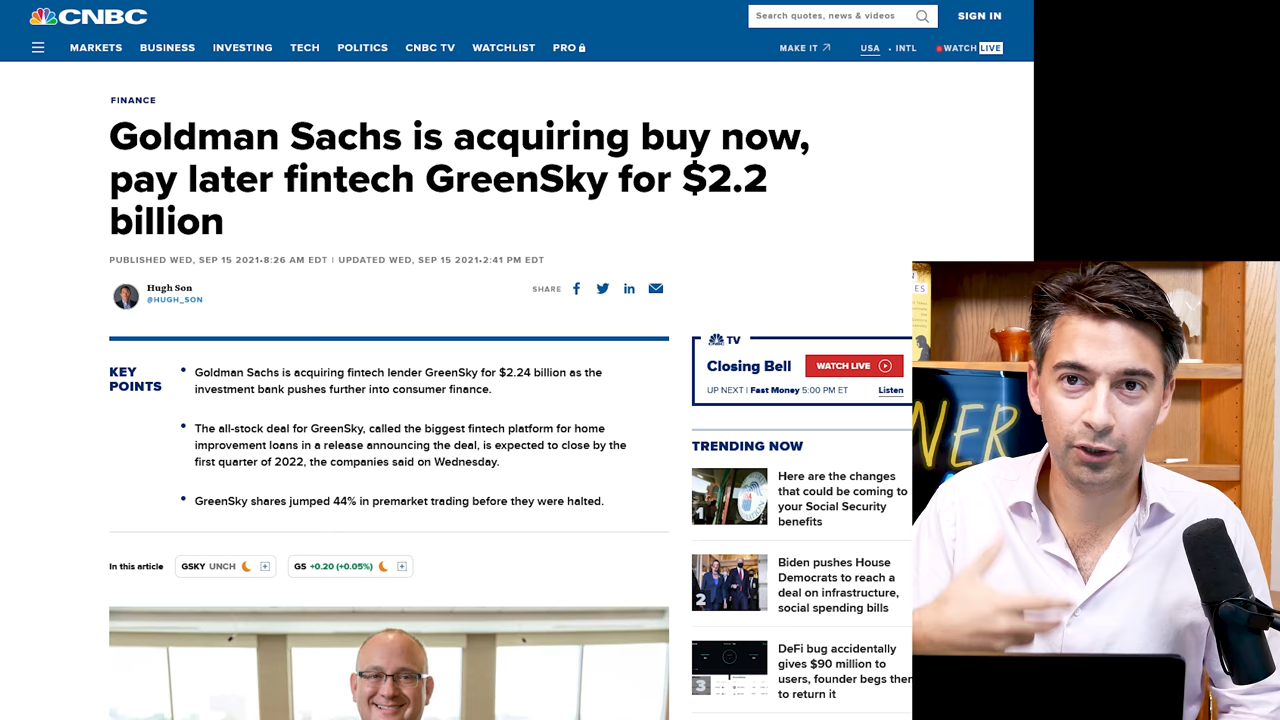 CNBC
Search quotes, news & videos
SIGN IN
MARKETS BUSINESS INVESTING TECH POLITICS CNBC TV WATCHLIST PRO
MAKE IT USA • INTL WATCH LIVE
FINANCE
Goldman Sachs is acquiring buy now,
pay later fintech GreenSky for $2.2
billion
PUBLISHED WED, SEP 15 2021•8:26 AM EDT | UPDATED WED, SEP 15 2021•2:41 PM EDT
Hugh Son
@HUGH_SON
SHARE
KEY
POINTS
Goldman Sachs is acquiring fintech lender GreenSky for $2.24 billion as the
investment bank pushes further into consumer finance.
The all-stock deal for GreenSky, called the biggest fintech platform for home
improvement loans in a release announcing the deal, is expected to close by the
first quarter of 2022, the companies said on Wednesday.
GreenSky shares jumped 44% in premarket trading before they were halted.
In this article
GSKY UNCH
GS +0.20 (+0.05%)
CNBC TV
Closing Bell
WATCH LIVE
UP NEXT | Fast Money 5:00 PM ET
Listen
TRENDING NOW
1
Here are the changes
that could be coming to
your Social Security
benefits
2
Biden pushes House
Democrats to reach a
deal on infrastructure,
social spending bills
3
DeFi bug accidentally
gives $90 million to
users, founder begs ther
to return it
NER